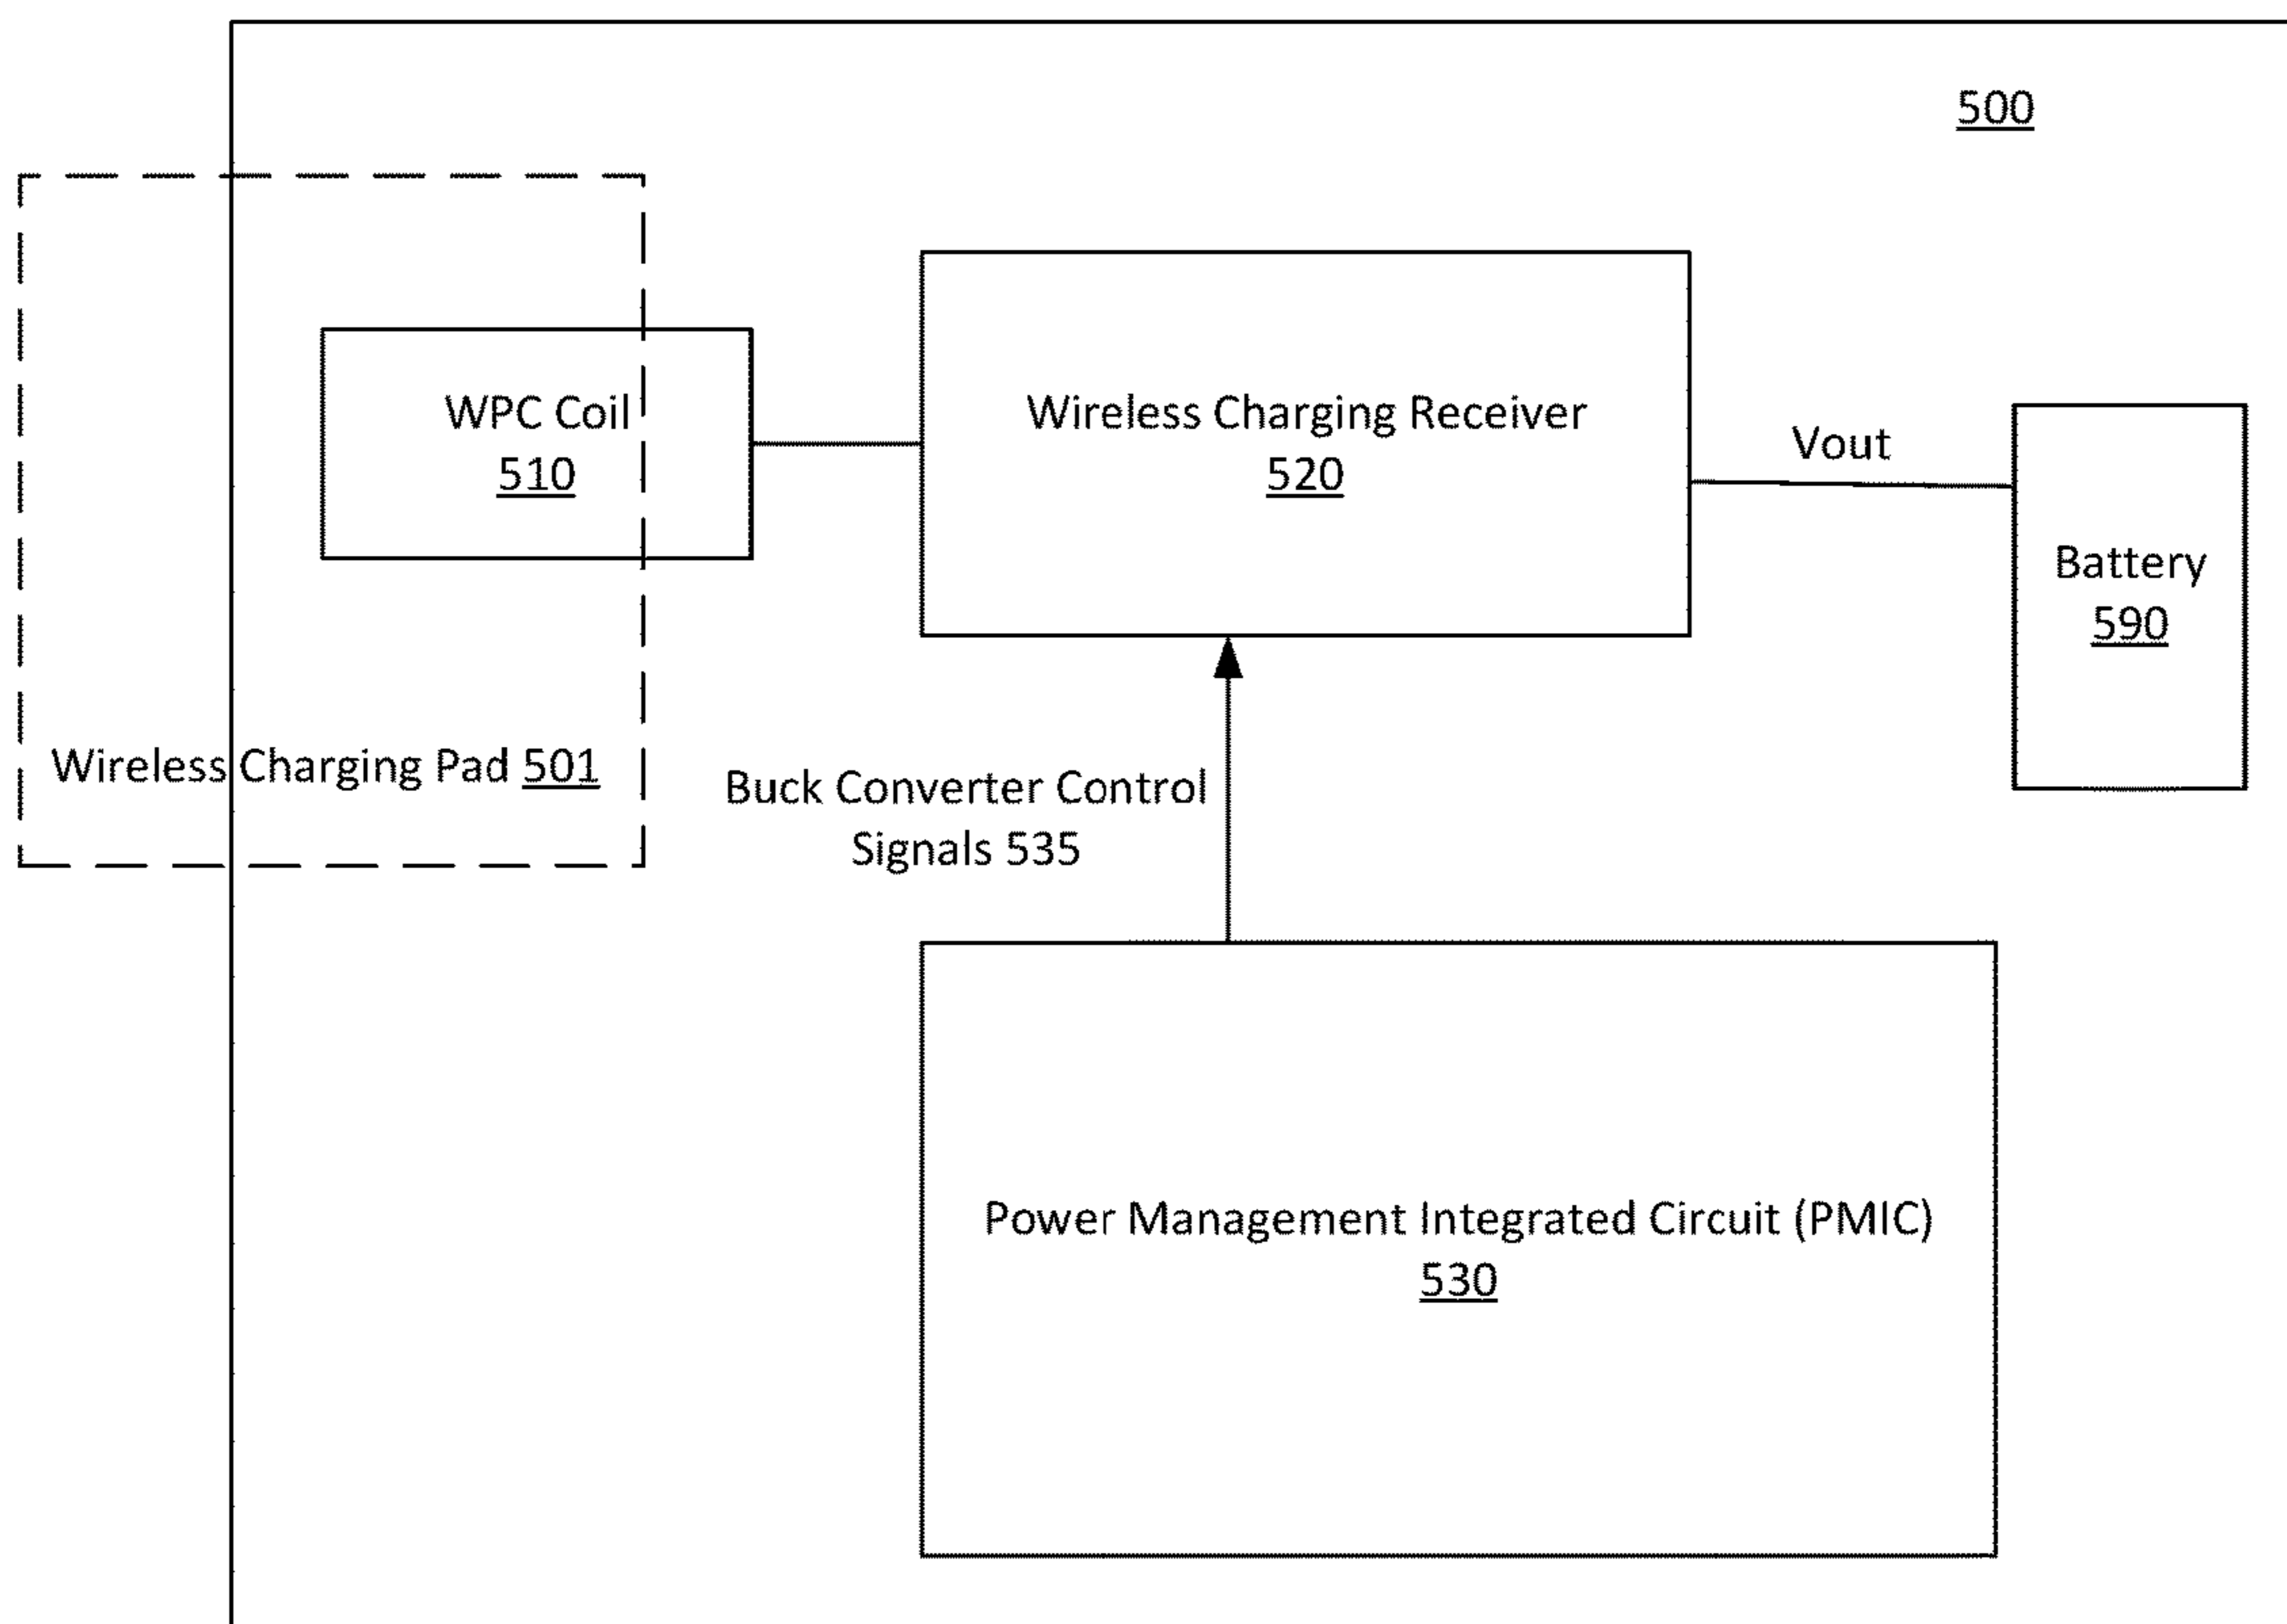 500
WPC Coil
510
Wireless Charging Receiver
520
Vout
Battery
590
Wireless Charging Pad 501
Buck Converter Control
Signals 535
Power Management Integrated Circuit (PMIC)
530